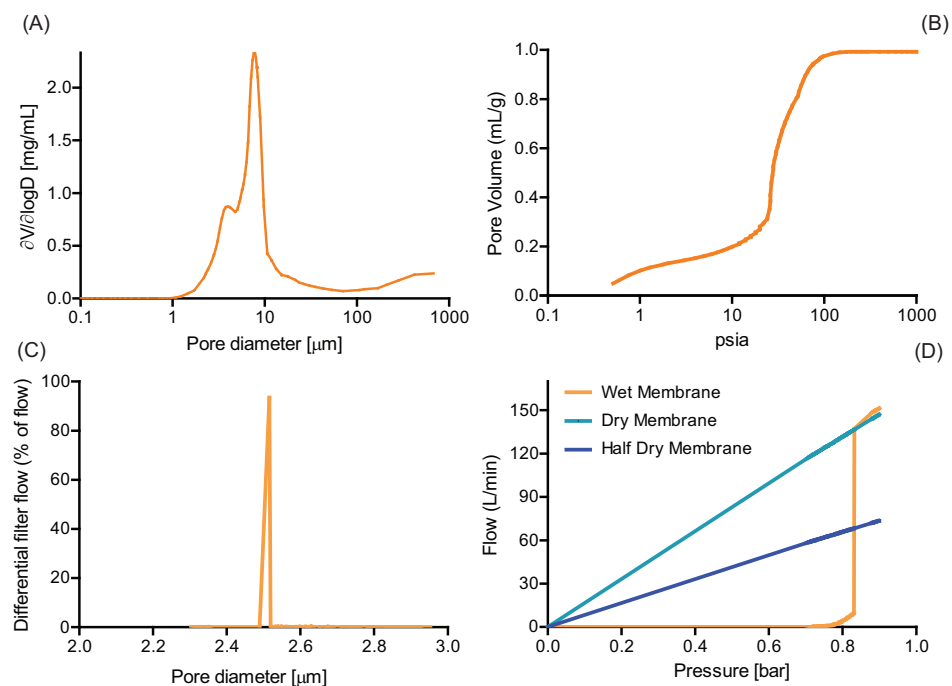 (A)
∂V/∂logD [mg/mL]
2.0
1.5
1.0
0.5
0.0
0.1 1 10 100 1000
Pore diameter [μm]
(B)
Pore Volume (mL/g)
1.0
0.8
0.6
0.4
0.2
0.0
0.1 1 10 100 1000
psia
(C)
Differential filter flow (% of flow)
100
80
60
40
20
0
2.0 2.2 2.4 2.6 2.8 3.0
Pore diameter [μm]
(D)
Wet Membrane
Dry Membrane
Half Dry Membrane
Flow (L/min)
150
120
90
60
30
0
0.0 0.2 0.4 0.6 0.8 1.0
Pressure [bar]